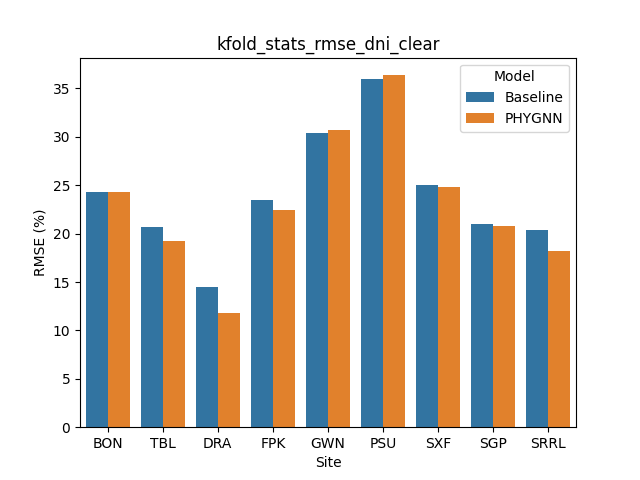 kfold_stats_rmse_dni_clear
Model
Baseline
PHYGNN
RMSE (%)
35
30
25
20
15
10
5
0
BON TBL DRA FPK GWN PSU SXF SGP SRRL
Site